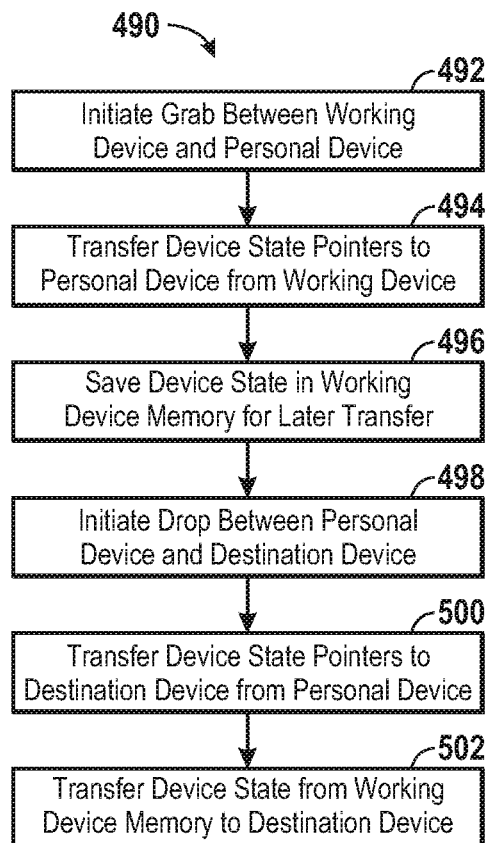 490
492
Initiate Grab Between Working
Device and Personal Device
494
Transfer Device State Pointers to
Personal Device from Working Device
496
Save Device State in Working
Device Memory for Later Transfer
498
Initiate Drop Between Personal
Device and Destination Device
500
Transfer Device State Pointers to
Destination Device from Personal Device
502
Transfer Device State from Working
Device Memory to Destination Device